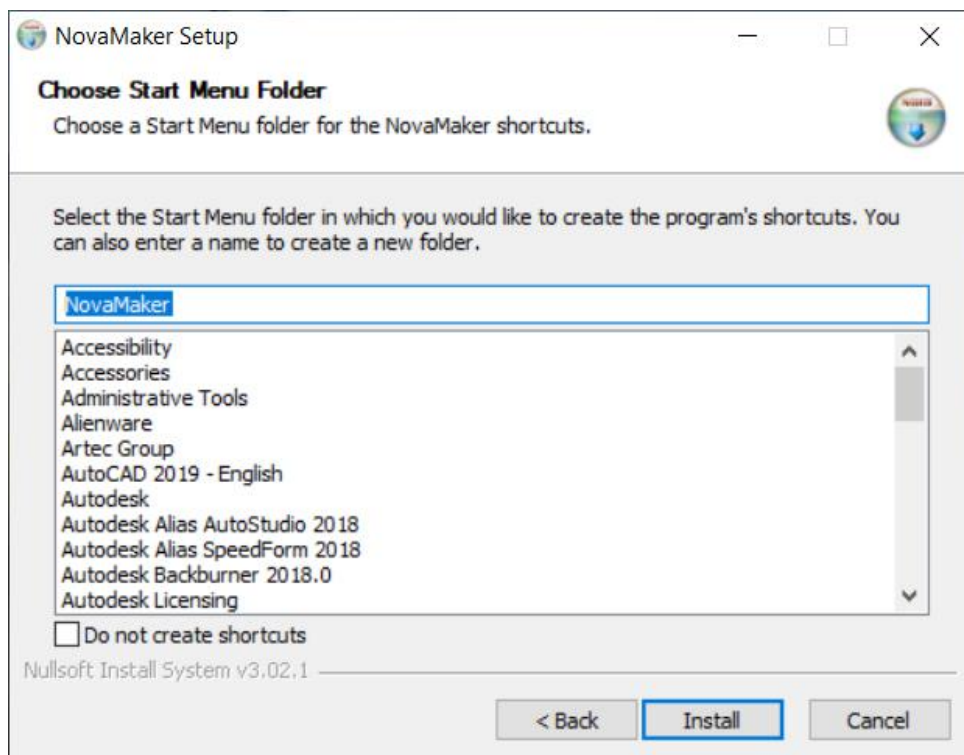 NovaMaker Setup
Choose Start Menu Folder
Choose a Start Menu folder for the NovaMaker shortcuts.
Select the Start Menu folder in which you would like to create the program's shortcuts. You
can also enter a name to create a new folder.
NovaMaker
Accessibility
Accessories
Administrative Tools
Alienware
Artec Group
AutoCAD 2019 - English
Autodesk
Autodesk Alias AutoStudio 2018
Autodesk Alias SpeedForm 2018
Autodesk Backburner 2018.0
Autodesk Licensing
Do not create shortcuts
Nullsoft Install System v3.02.1
< Back Install Cancel